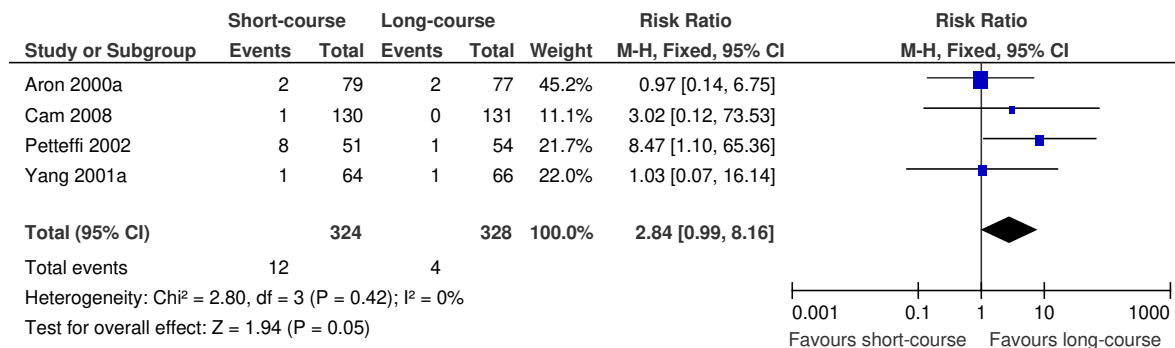 Short-course Long-course Risk Ratio Risk Ratio
Study or Subgroup Events Total Events Total Weight M-H, Fixed, 95% CI M-H, Fixed, 95% CI
Aron 2000a 2 79 2 77 45.2% 0.97 [0.14, 6.75]
Cam 2008 1 130 0 131 11.1% 3.02 [0.12, 73.53]
Petteffi 2002 8 51 1 54 21.7% 8.47 [1.10, 65.36]
Yang 2001a 1 64 1 66 22.0% 1.03 [0.07, 16.14]
Total (95% CI) 324 328 100.0% 2.84 [0.99, 8.16]
Total events 12 4
Heterogeneity: Chi² = 2.80, df = 3 (P = 0.42); I² = 0%
Test for overall effect: Z = 1.94 (P = 0.05)
0.001 0.1 1 10 1000
Favours short-course Favours long-course